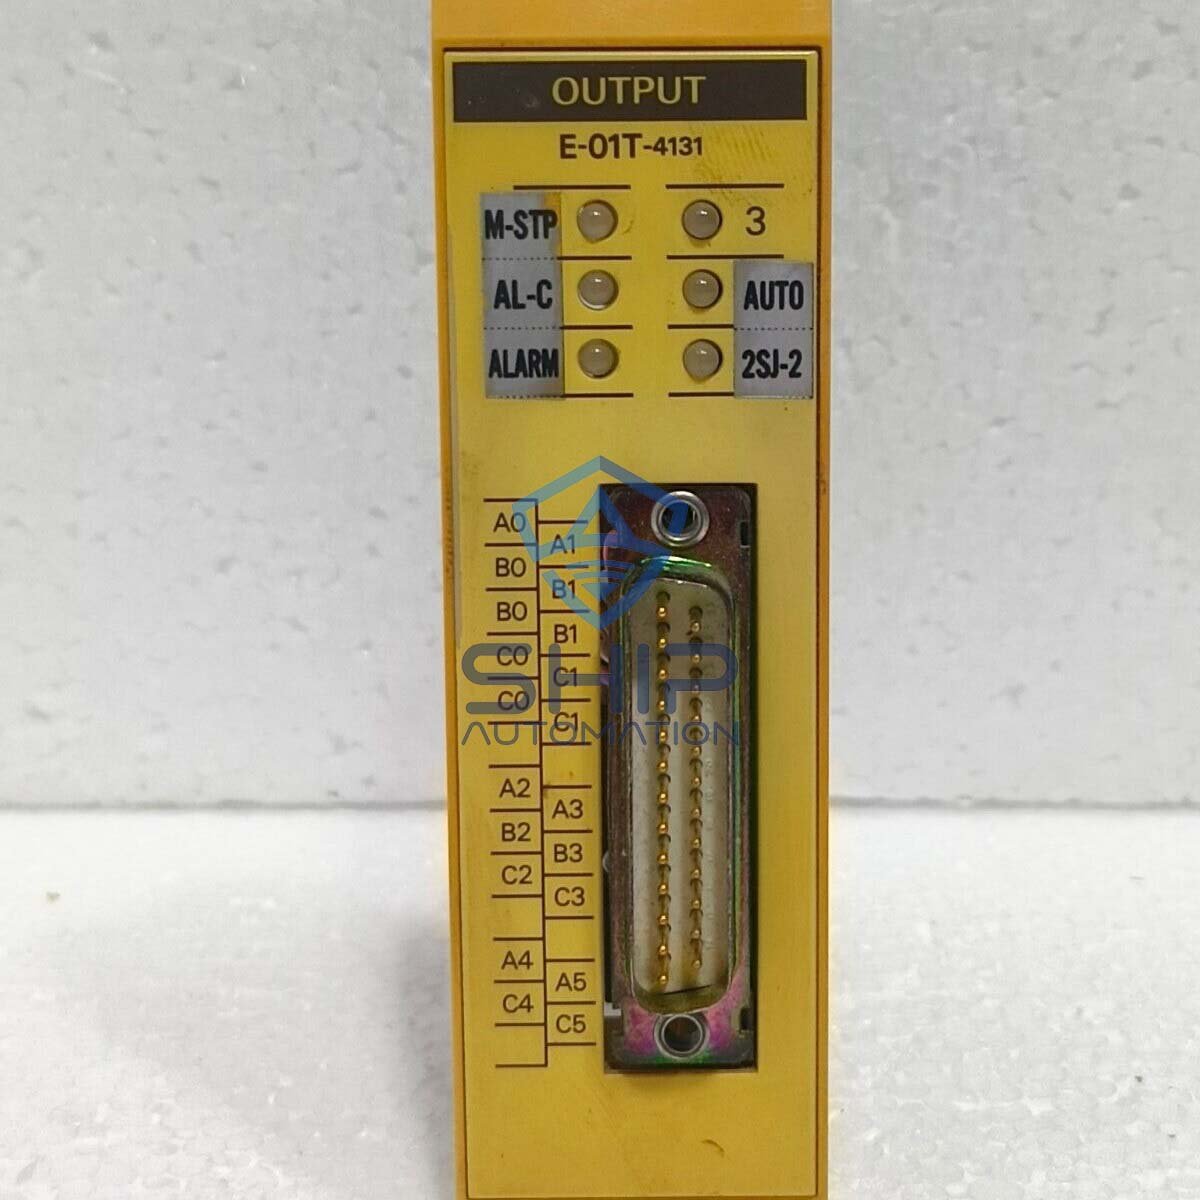 OUTPUT
E-01T-4131
M-STP 3
AL-C AUTO
ALARM 2SJ-2
A0
A1
B0
B1
B0
B1
C0
C1
C0
C1
A2
A3
B2
B3
C2
C3
A4
A5
C4
C5
SHIP
AUTOMATION